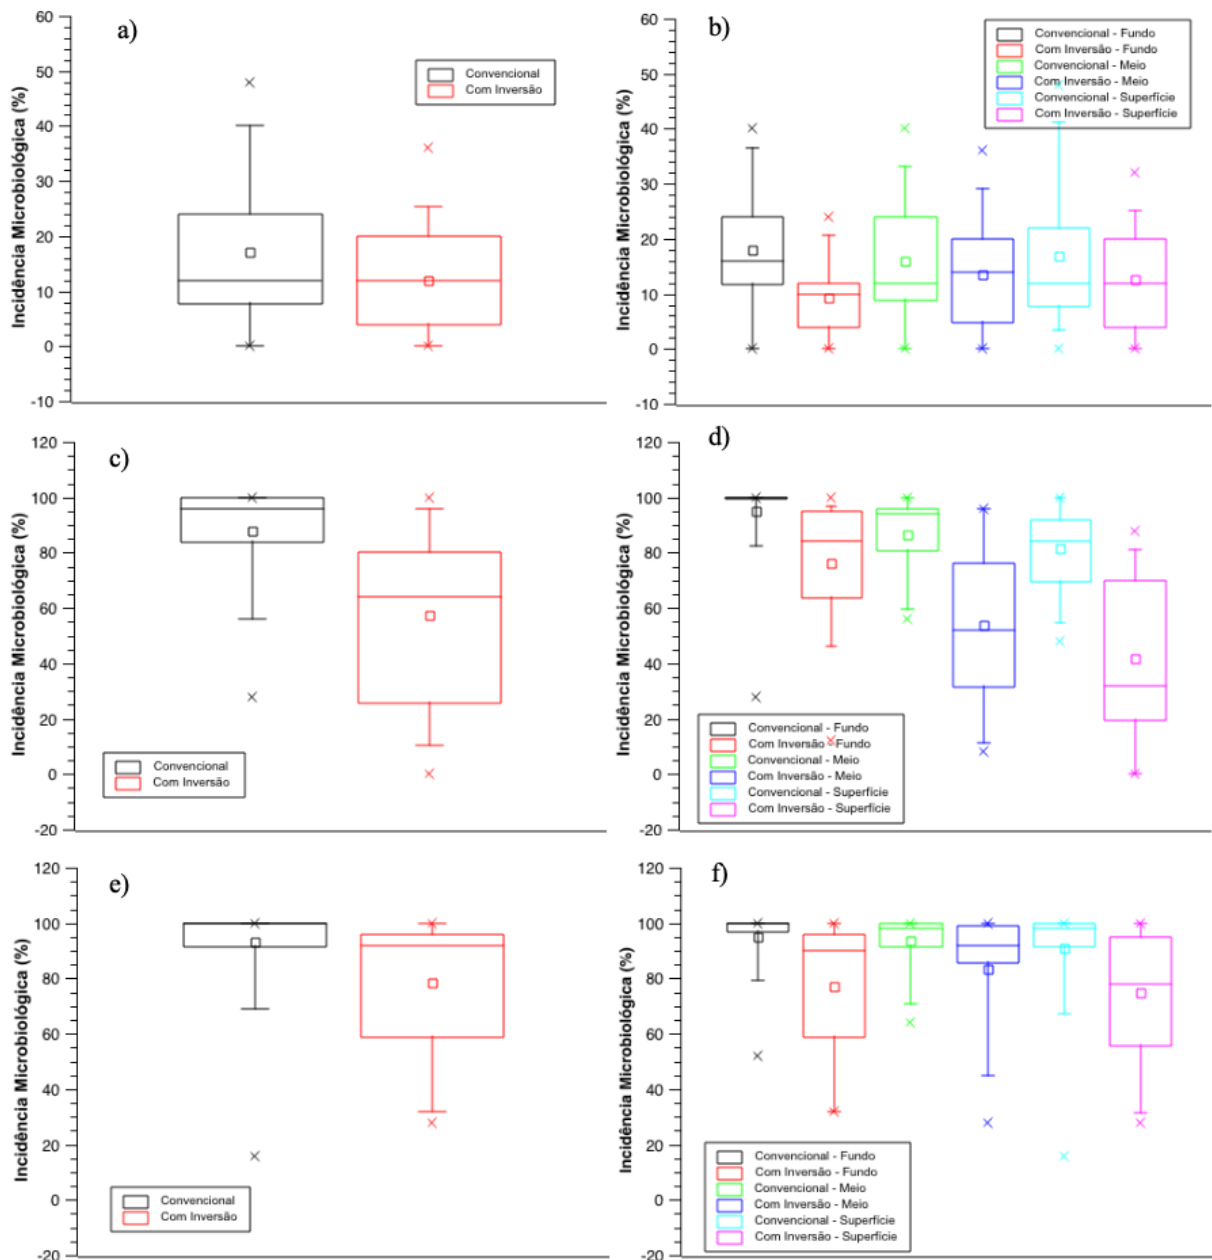 a)
Incidência Microbiológica (%)
60
50
40
30
20
10
0
-10
Convencional
Com Inversão
b)
Incidência Microbiológica (%)
60
50
40
30
20
10
0
-10
Convencional - Fundo
Com Inversão - Fundo
Convencional - Meio
Com Inversão - Meio
Convencional - Superfície
Com Inversão - Superfície
c)
Incidência Microbiológica (%)
120
100
80
60
40
20
0
-20
Convencional
Com Inversão
d)
Incidência Microbiológica (%)
120
100
80
60
40
20
0
-20
Convencional - Fundo
Com Inversão - Fundo
Convencional - Meio
Com Inversão - Meio
Convencional - Superfície
Com Inversão - Superfície
e)
Incidência Microbiológica (%)
120
100
80
60
40
20
0
-20
Convencional
Com Inversão
f)
Incidência Microbiológica (%)
120
100
80
60
40
20
0
-20
Convencional - Fundo
Com Inversão - Fundo
Convencional - Meio
Com Inversão - Meio
Convencional - Superfície
Com Inversão - Superfície